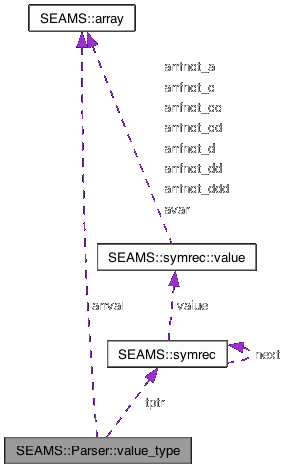 SEAMS::array
arrfnct_a
arrfnct_c
arrfnct_cc
arrfnct_cd
arrfnct_d
arrfnct_dd
arrfnct_ddd
avar
SEAMS::symrec::value
arrval
value
SEAMS::symrec
next
tptr
SEAMS::Parser::value_type